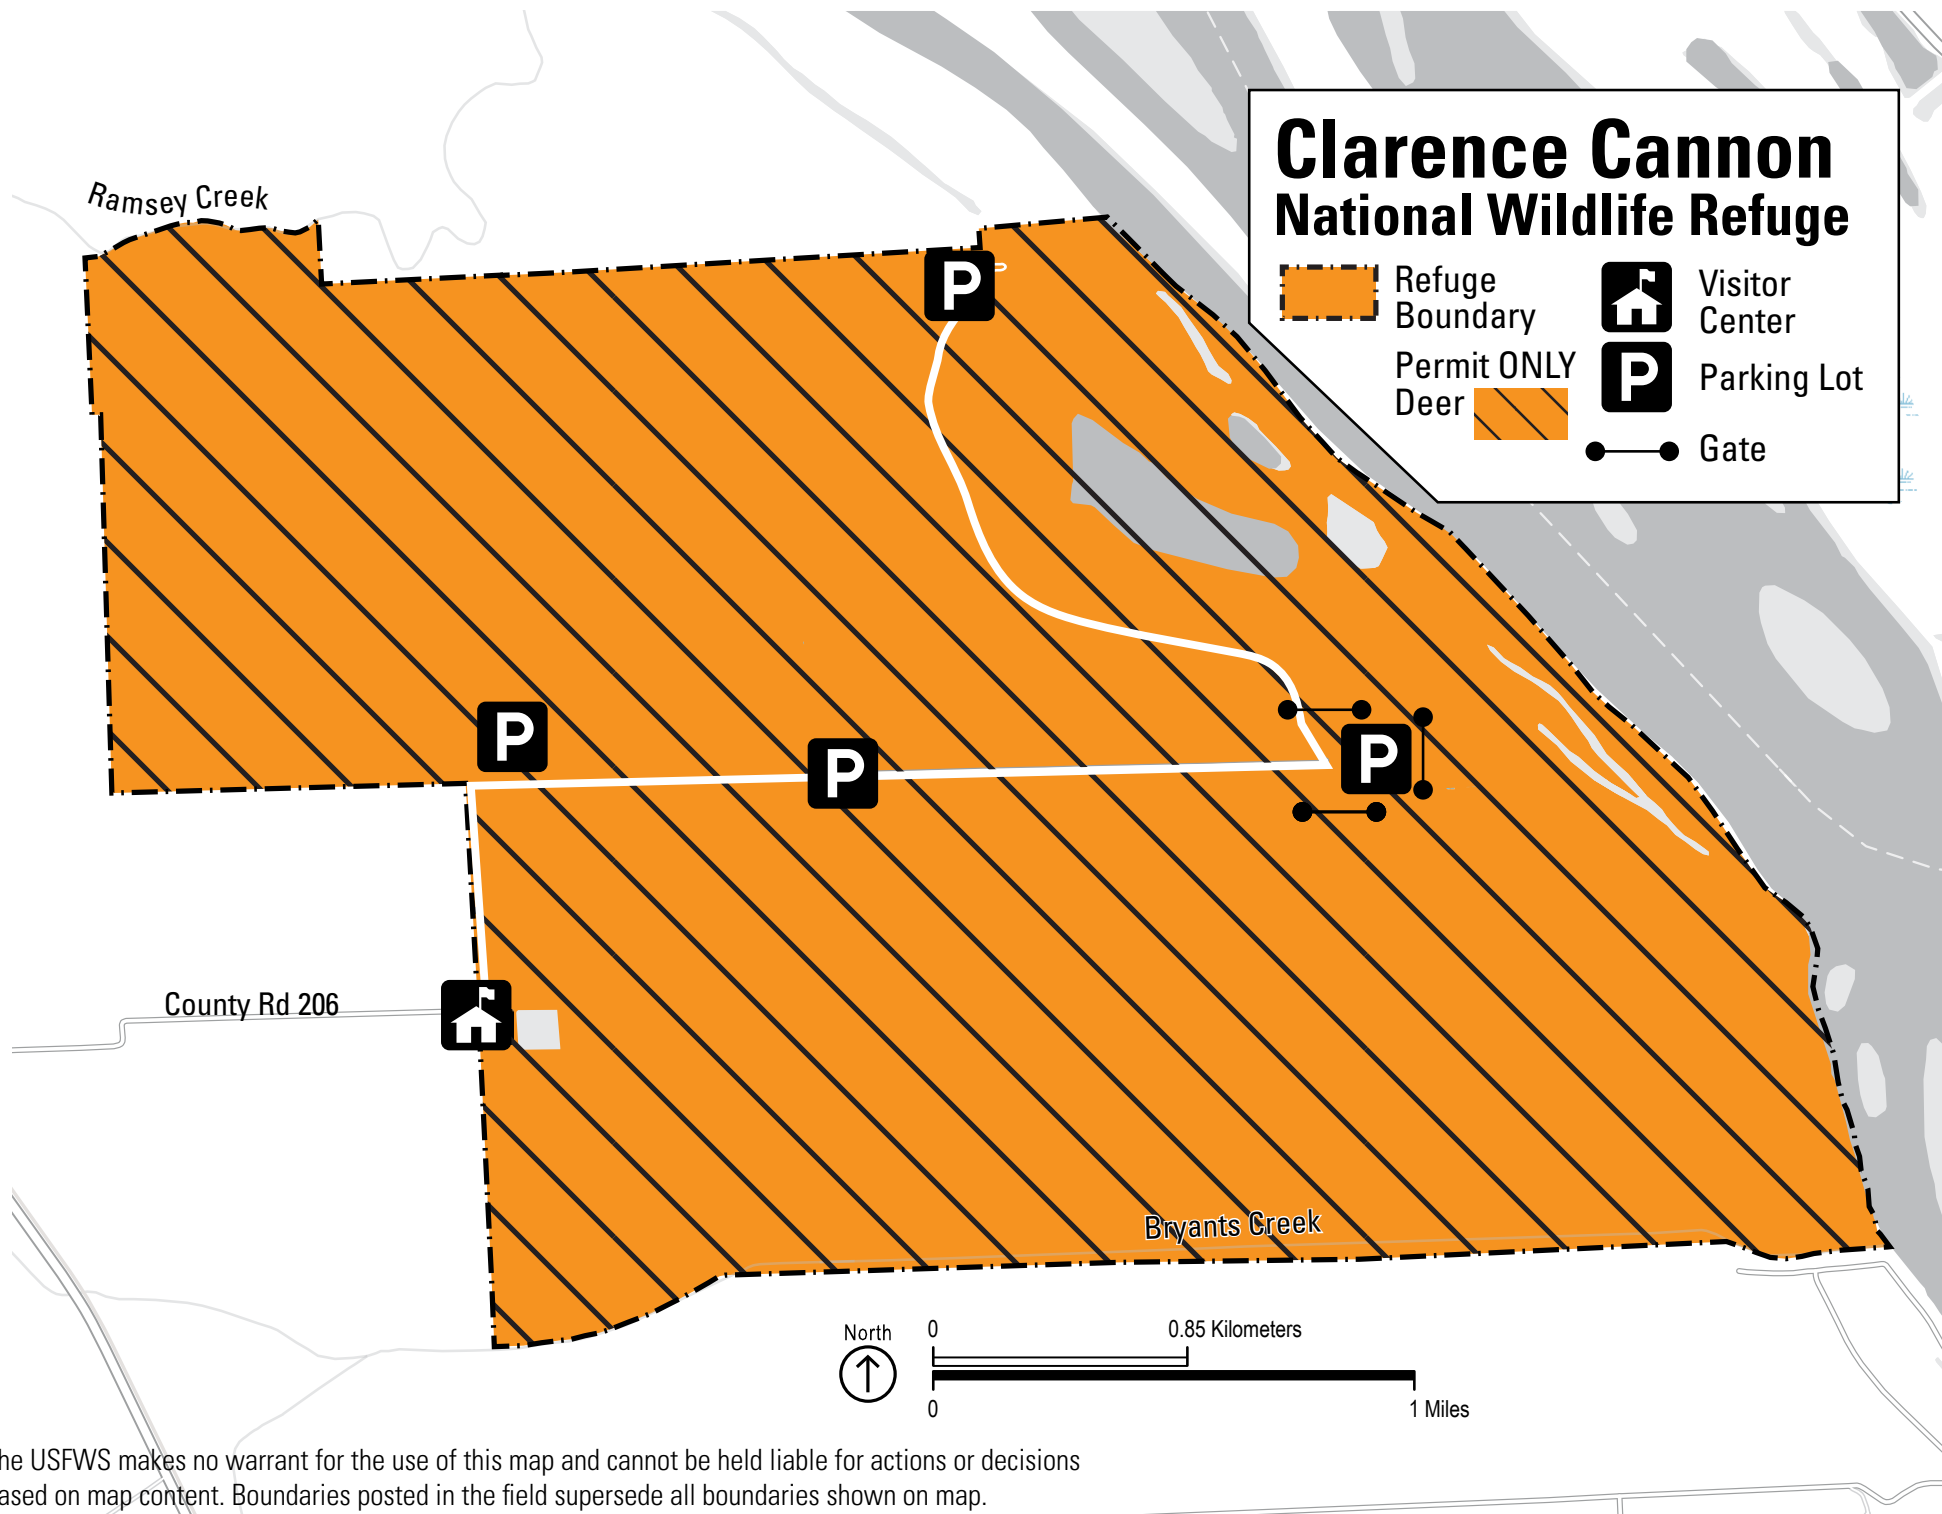 Clarence Cannon
National Wildlife Refuge
Refuge
Boundary
Permit ONLY
Deer
Visitor
Center
P
Parking Lot
Gate
Ramsey Creek
P
P
P
P
County Rd 206
Bryants Creek
North
0
0.85 Kilometers
0
1 Miles
he USFWS makes no warrant for the use of this map and cannot be held liable for actions or decisions
ased on map content. Boundaries posted in the field supersede all boundaries shown on map.